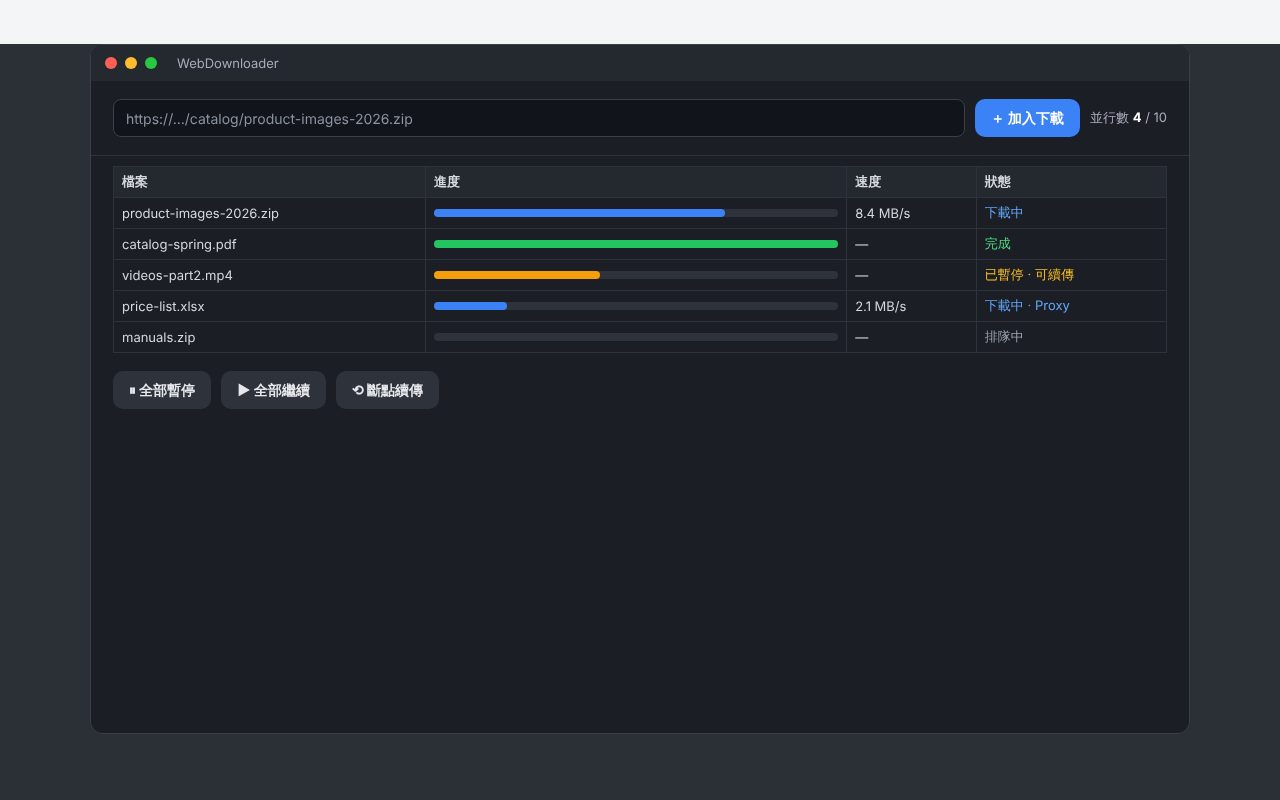 WebDownloader
https://.../catalog/product-images-2026.zip
+ 加入下載
並行數 4 / 10
檔案 進度 速度 狀態
product-images-2026.zip 8.4 MB/s 下載中
catalog-spring.pdf — 完成
videos-part2.mp4 — 已暫停 · 可續傳
price-list.xlsx 2.1 MB/s 下載中 · Proxy
manuals.zip — 排隊中
⏸ 全部暫停 ▶ 全部繼續 ⟲ 斷點續傳